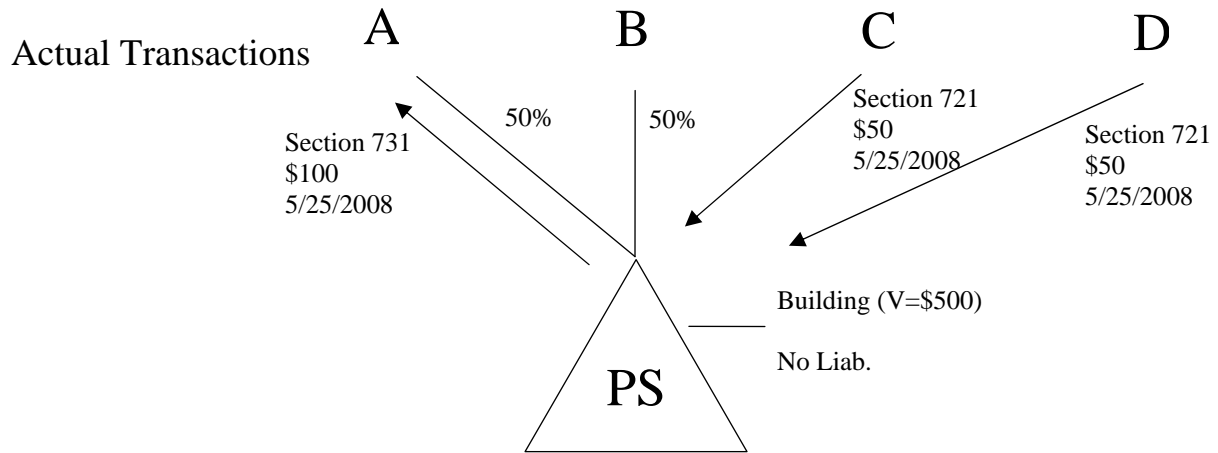 Actual Transactions
A
B
C
D
50%
50%
Section 731
$100
5/25/2008
Section 721
$50
5/25/2008
Section 721
$50
5/25/2008
Building (V=$500)
No Liab.
PS